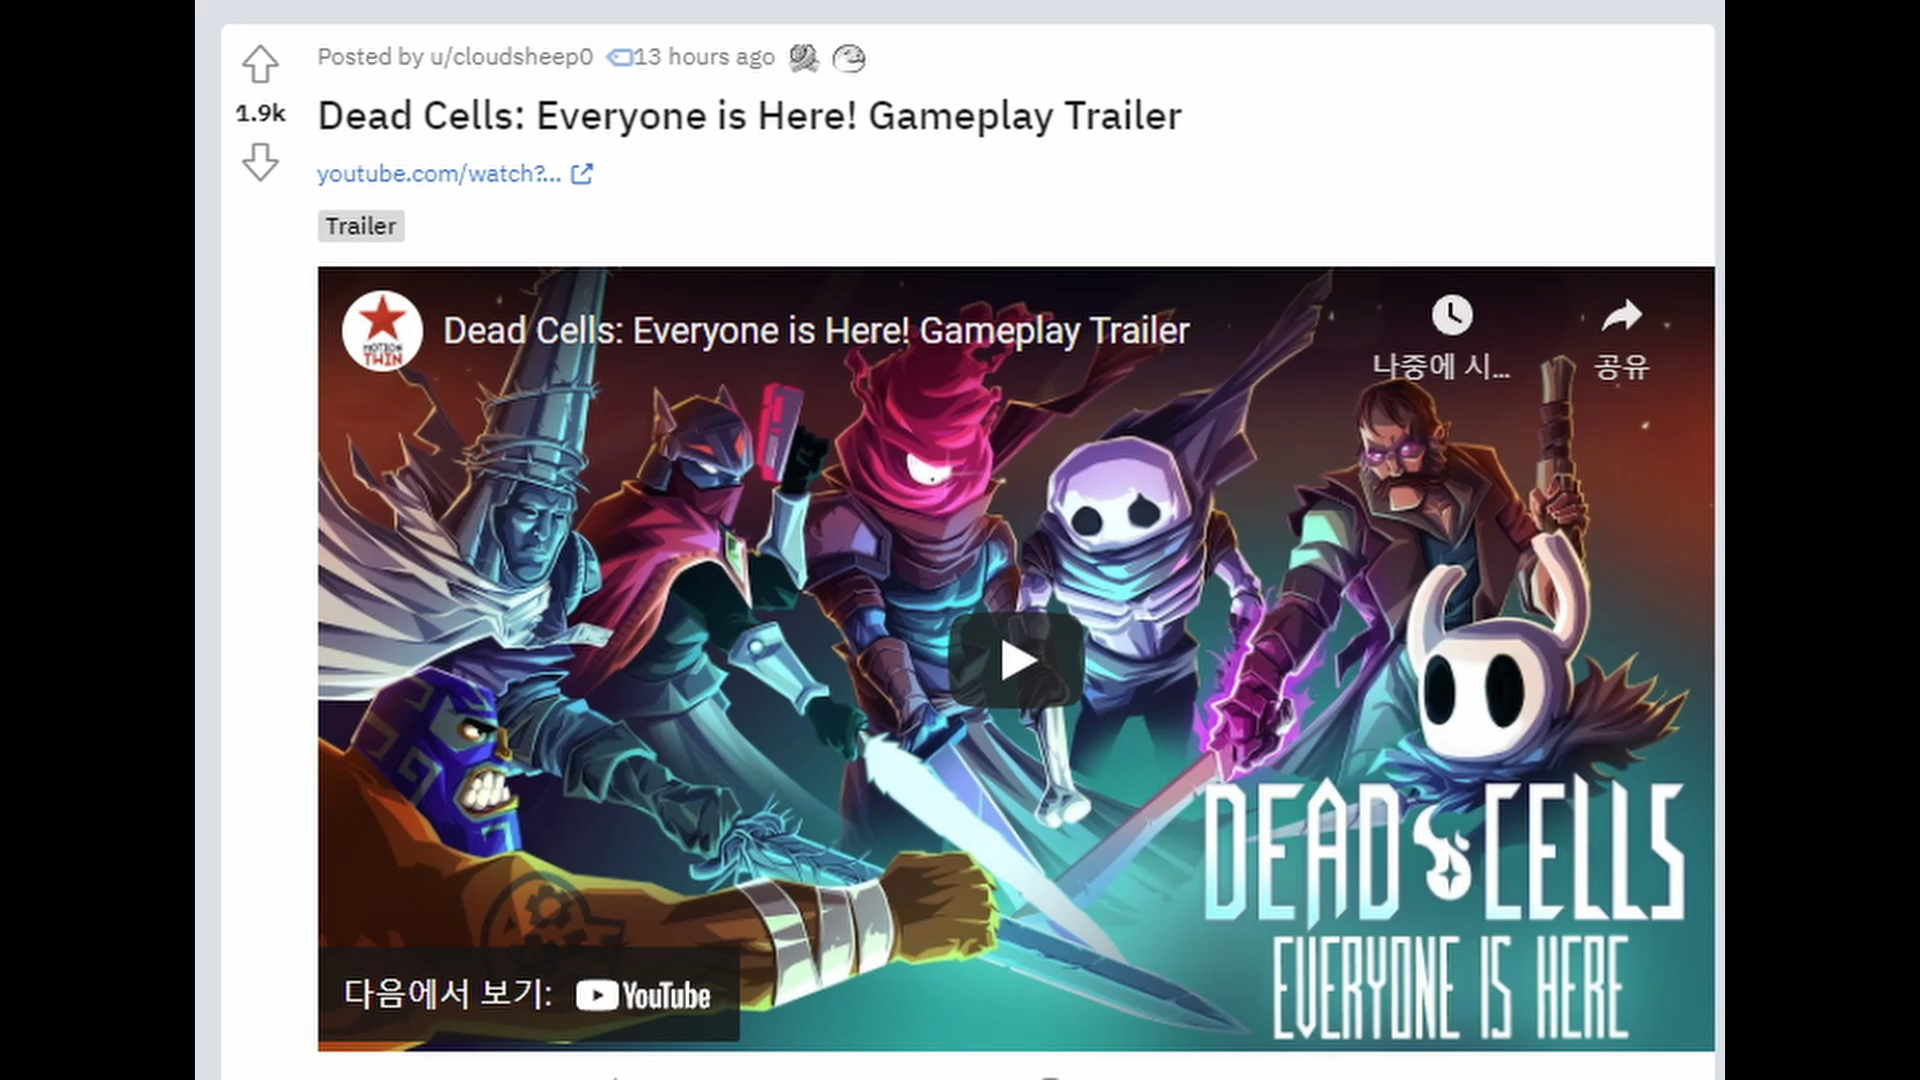 Posted by u/cloudsheep0 13 hours ago
1.9k
Dead Cells: Everyone is Here! Gameplay Trailer
youtube.com/watch?...
Trailer
MOTION
TWIN
Dead Cells: Everyone is Here! Gameplay Trailer
나중에 시...
공유
DEAD CELLS
EVERYONE IS HERE
다음에서 보기: YouTube